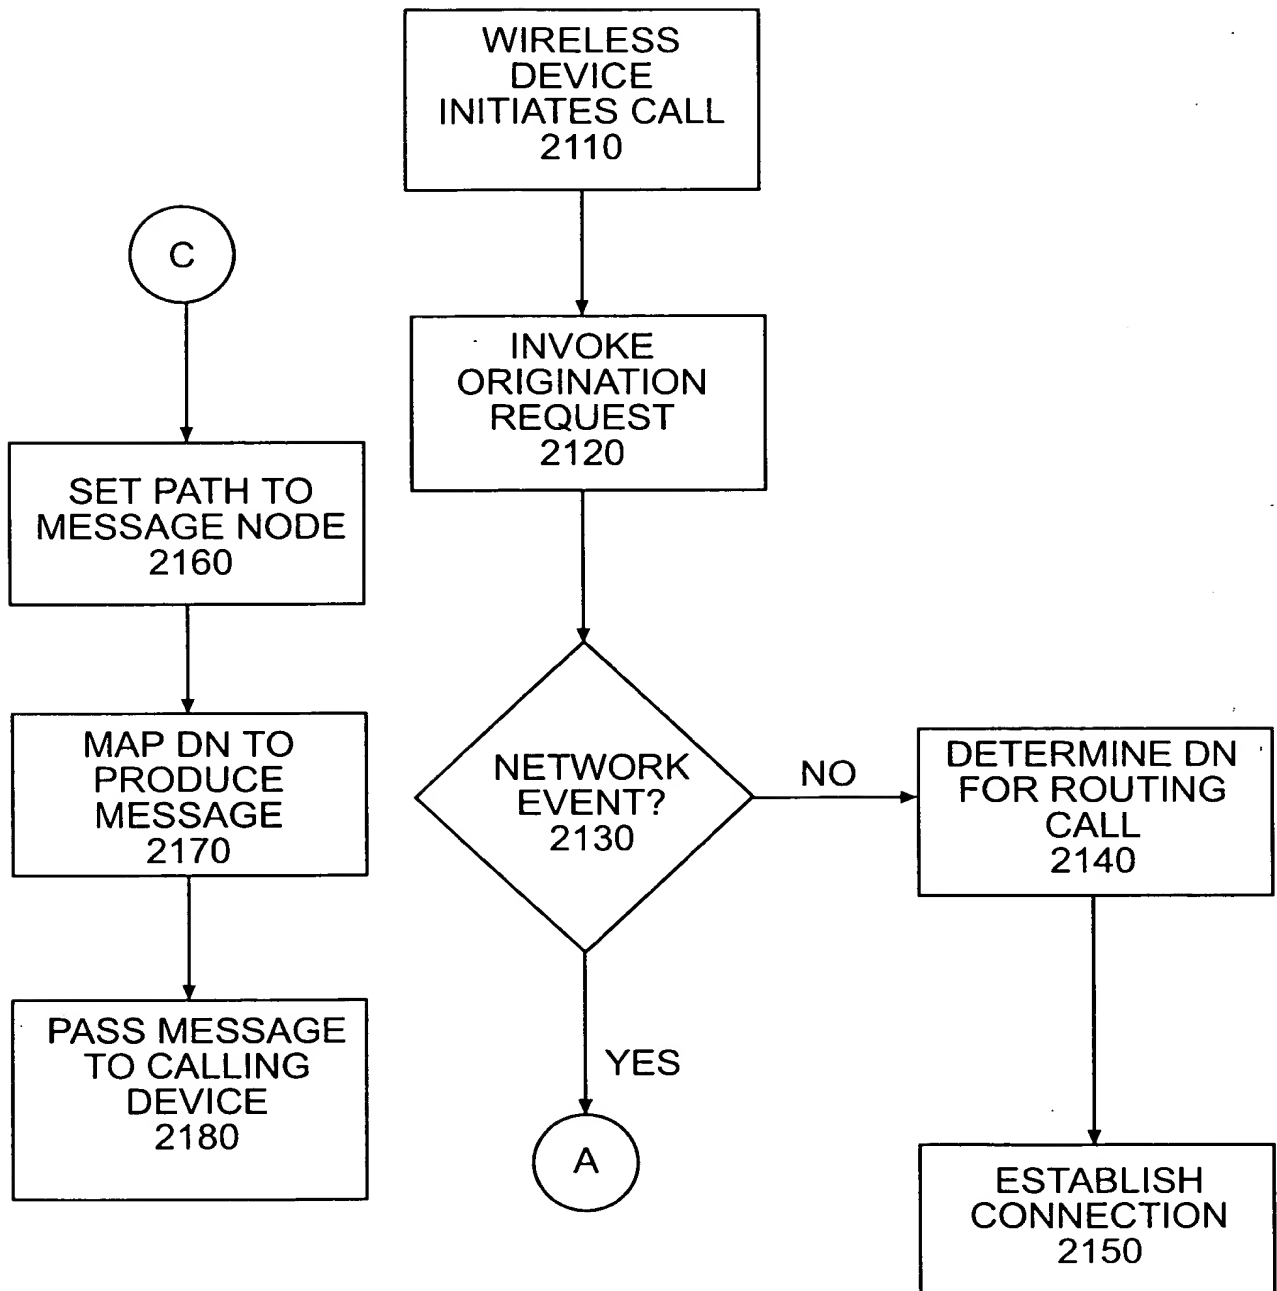 WIRELESS
DEVICE
INITIATES CALL
2110
C
INVOKE
ORIGINATION
REQUEST
2120
SET PATH TO
MESSAGE NODE
2160
MAP DN TO
PRODUCE
MESSAGE
2170
NETWORK
EVENT?
2130
NO
DETERMINE DN
FOR ROUTING
CALL
2140
PASS MESSAGE
TO CALLING
DEVICE
2180
YES
A
ESTABLISH
CONNECTION
2150